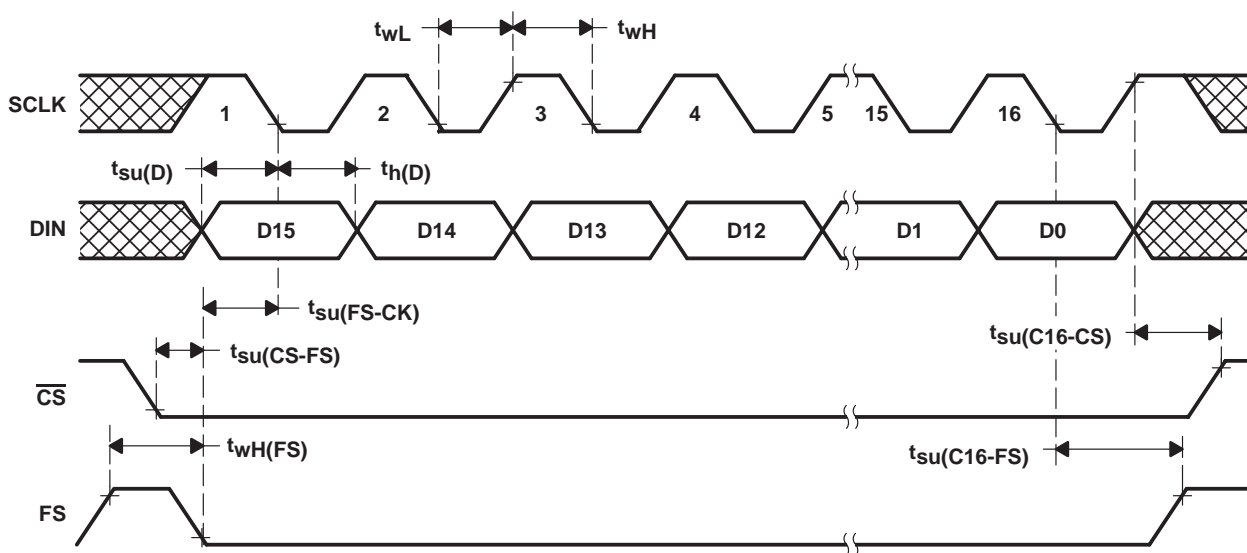 twL
twH
SCLK
1
2
3
4
5
15
16
tsu(D)
th(D)
DIN
D15
D14
D13
D12
D1
D0
tsu(FS-CK)
tsu(CS-FS)
tsu(C16-CS)
CS
twH(FS)
tsu(C16-FS)
FS